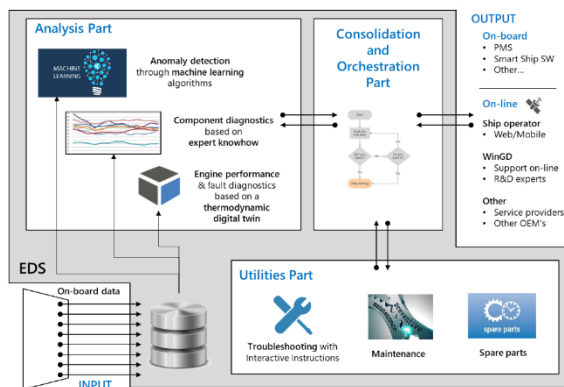 Analysis Part
MACHINE
LEARNING
Anomaly detection
through machine learning
algorithms
Component diagnostics
based on
expert knowhow
Engine performance
& fault diagnostics
based on a
thermodynamic
digital twin
Consolidation
and
Orchestration
Part
OUTPUT
On-board
• PMS
• Smart Ship SW
• Other...
On-line
Ship operator
• Web/Mobile
WinGD
• Support on-line
• R&D experts
Other
• Service providers
• Other OEM's
EDS
On-board data
INPUT
Utilities Part
Troubleshooting with
Interactive Instructions
Maintenance
spare parts
Spare parts